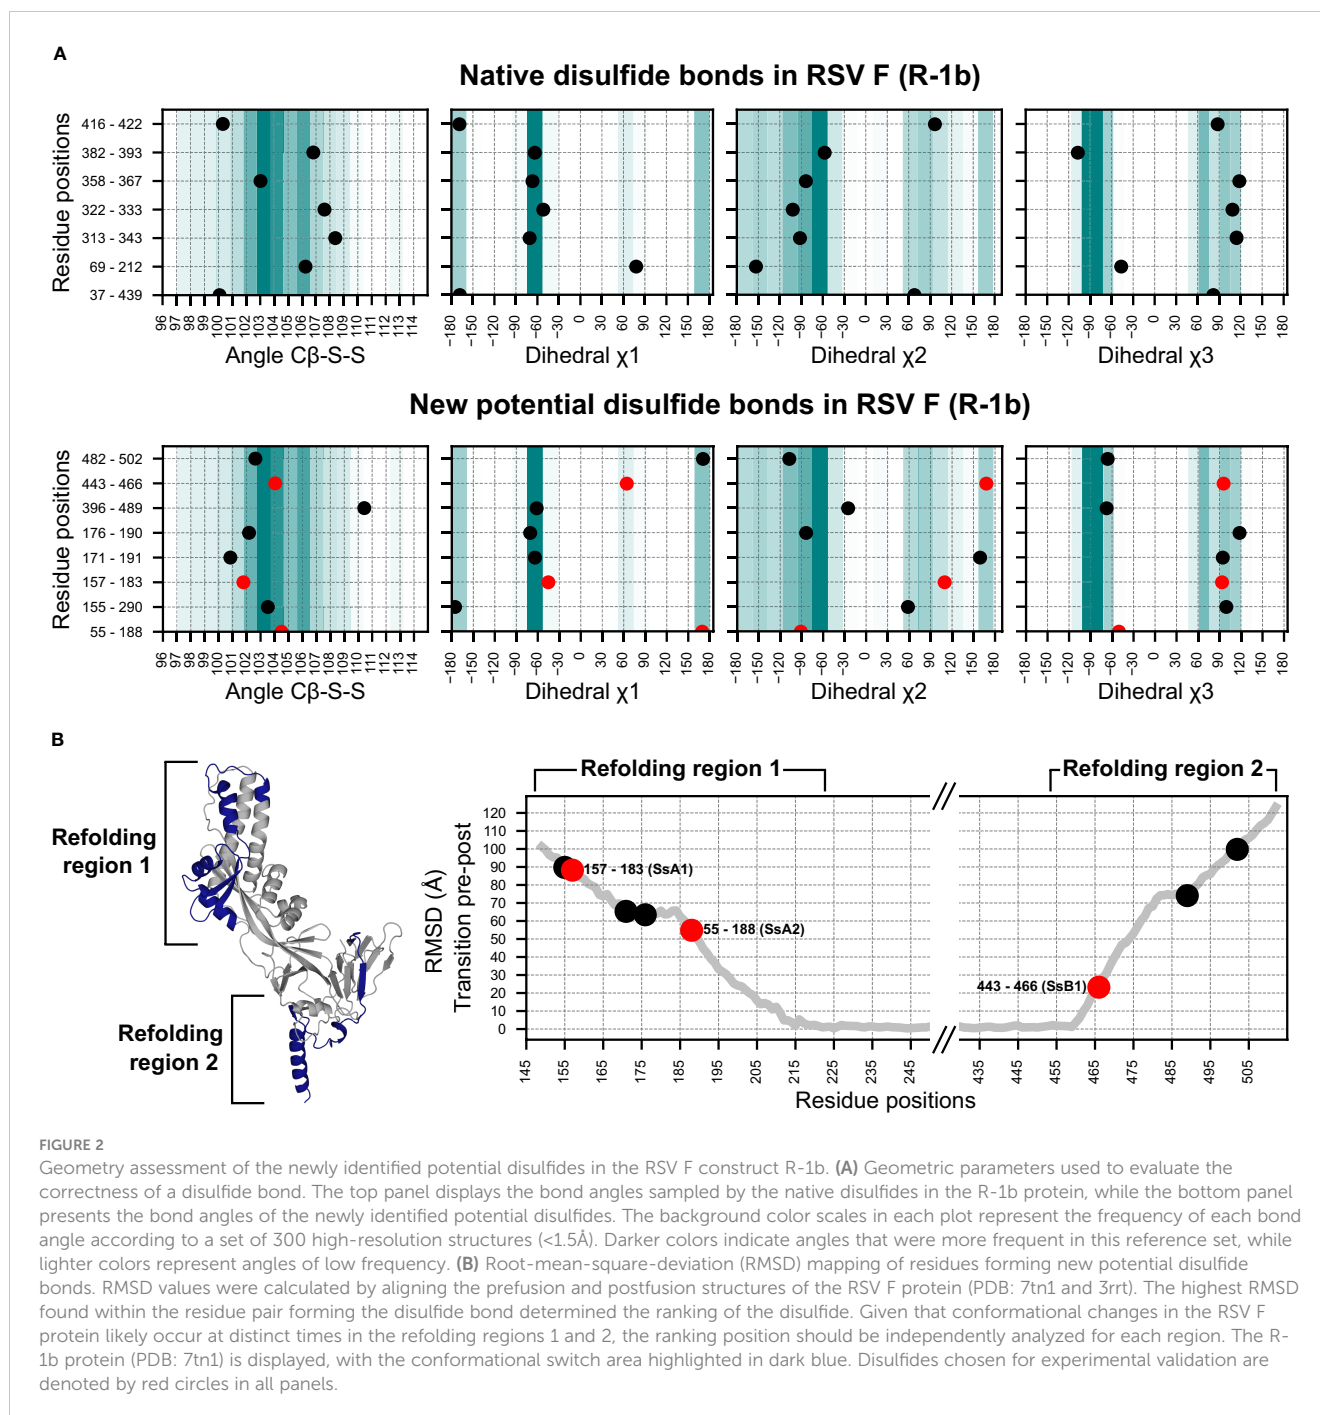 A
Native disulfide bonds in RSV F (R-1b)
Residue positions
416 - 422
382 - 393
358 - 367
322 - 333
313 - 343
69 - 212
37 - 439
96 97 98 99 100 101 102 103 104 105 106 107 108 109 110 111 112 113 114
Angle Cβ-S-S
−180 −150 −120 −90 −60 −30 0 30 60 90 120 150 180
Dihedral χ1
−180 −150 −120 −90 −60 −30 0 30 60 90 120 150 180
Dihedral χ2
−180 −150 −120 −90 −60 −30 0 30 60 90 120 150 180
Dihedral χ3
New potential disulfide bonds in RSV F (R-1b)
Residue positions
482 - 502
443 - 466
396 - 489
176 - 190
171 - 191
157 - 183
155 - 290
55 - 188
96 97 98 99 100 101 102 103 104 105 106 107 108 109 110 111 112 113 114
Angle Cβ-S-S
−180 −150 −120 −90 −60 −30 0 30 60 90 120 150 180
Dihedral χ1
−180 −150 −120 −90 −60 −30 0 30 60 90 120 150 180
Dihedral χ2
−180 −150 −120 −90 −60 −30 0 30 60 90 120 150 180
Dihedral χ3
B
Refolding
region 1
Refolding
region 2
Refolding region 1
Refolding region 2
RMSD (Å)
Transition pre-post
120
110
100
90
80
70
60
50
40
30
20
10
0
157 - 183 (SsA1)
55 - 188 (SsA2)
443 - 466 (SsB1)
145 155 165 175 185 195 205 215 225 235 245 435 445 455 465 475 485 495 505
Residue positions
FIGURE 2
Geometry assessment of the newly identified potential disulfides in the RSV F construct R-1b. (A) Geometric parameters used to evaluate the
correctness of a disulfide bond. The top panel displays the bond angles sampled by the native disulfides in the R-1b protein, while the bottom panel
presents the bond angles of the newly identified potential disulfides. The background color scales in each plot represent the frequency of each bond
angle according to a set of 300 high-resolution structures (<1.5Å). Darker colors indicate angles that were more frequent in this reference set, while
lighter colors represent angles of low frequency. (B) Root-mean-square-deviation (RMSD) mapping of residues forming new potential disulfide
bonds. RMSD values were calculated by aligning the prefusion and postfusion structures of the RSV F protein (PDB: 7tn1 and 3rrt). The highest RMSD
found within the residue pair forming the disulfide bond determined the ranking of the disulfide. Given that conformational changes in the RSV F
protein likely occur at distinct times in the refolding regions 1 and 2, the ranking position should be independently analyzed for each region. The R-
1b protein (PDB: 7tn1) is displayed, with the conformational switch area highlighted in dark blue. Disulfides chosen for experimental validation are
denoted by red circles in all panels.